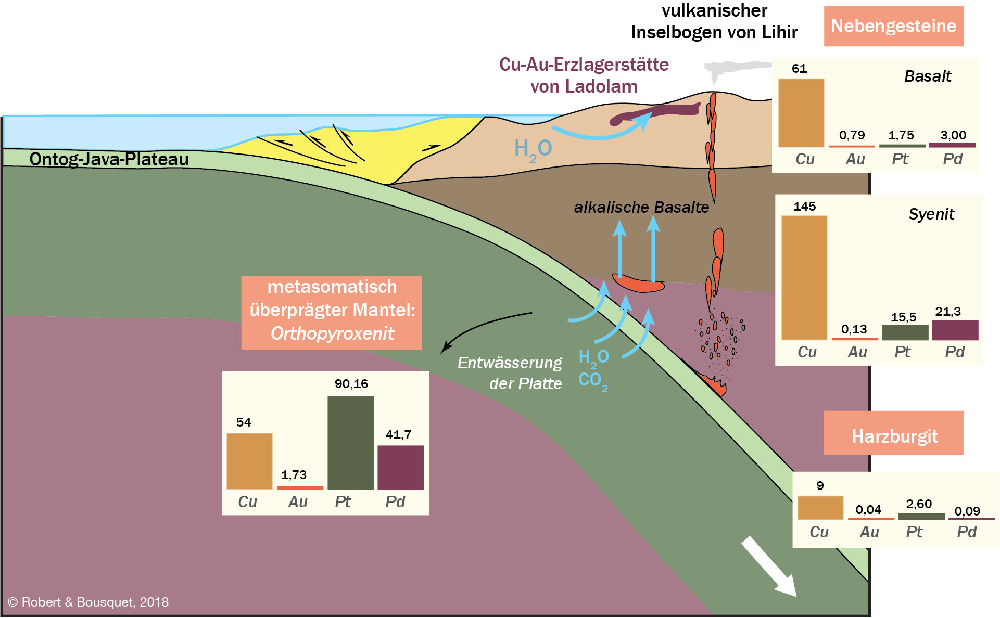 vulkanischer
Inselbogen von Lihir
Nebengesteine
Cu-Au-Erzlagerstätte
von Ladolam
61
Basalt
0,79
1,75
3,00
Cu
Au
Pt
Pd
H2O
Ontog-Java-Plateau
alkalische Basalte
145
Syenit
0,13
15,5
21,3
Cu
Au
Pt
Pd
metasomatisch
überprägter Mantel:
Orthopyroxenit
Entwässerung
der Platte
H2O
CO2
54
1,73
90,16
41,7
Cu
Au
Pt
Pd
Harzburgit
9
0,04
2,60
0,09
Cu
Au
Pt
Pd
© Robert & Bousquet, 2018